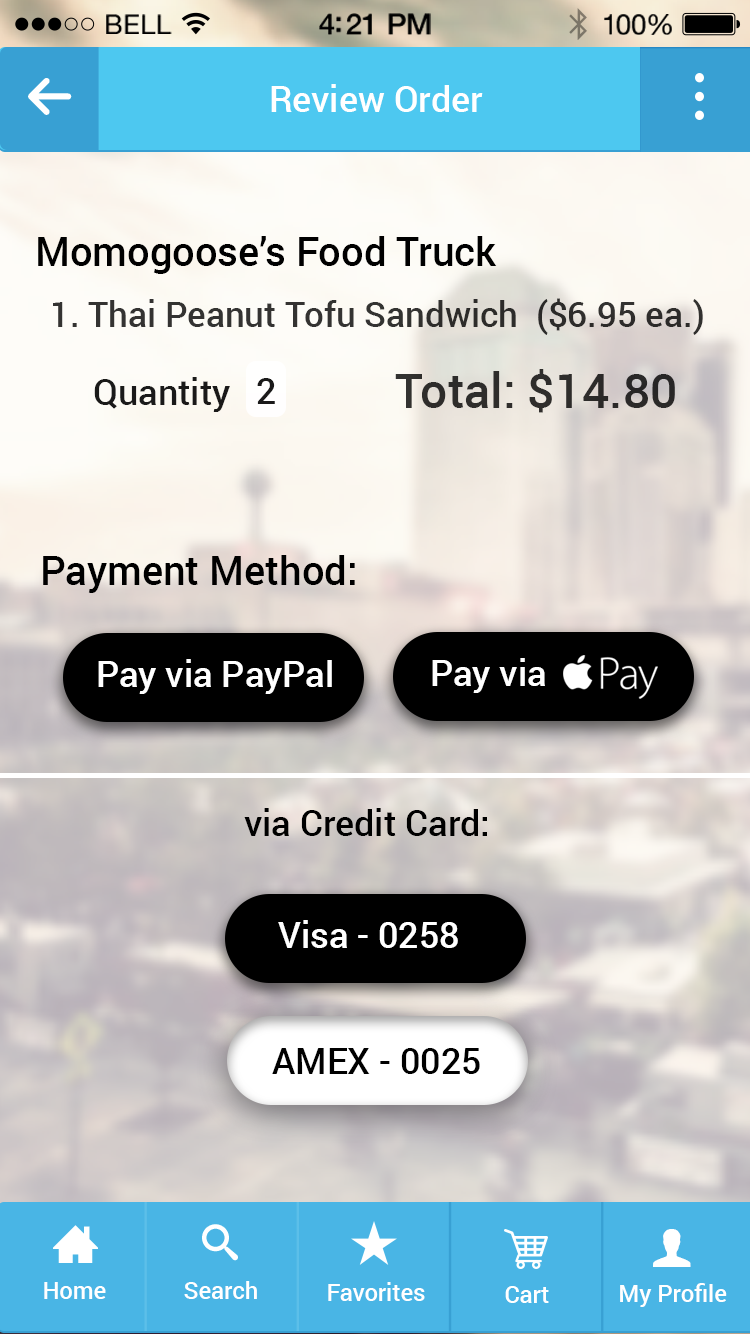 BELL 4:21 PM 100%
Review Order
Momogoose’s Food Truck
1. Thai Peanut Tofu Sandwich ($6.95 ea.)
Quantity 2 Total: $14.80
Payment Method:
Pay via PayPal
Pay via Pay
via Credit Card:
Visa - 0258
AMEX - 0025
Home Search Favorites Cart My Profile